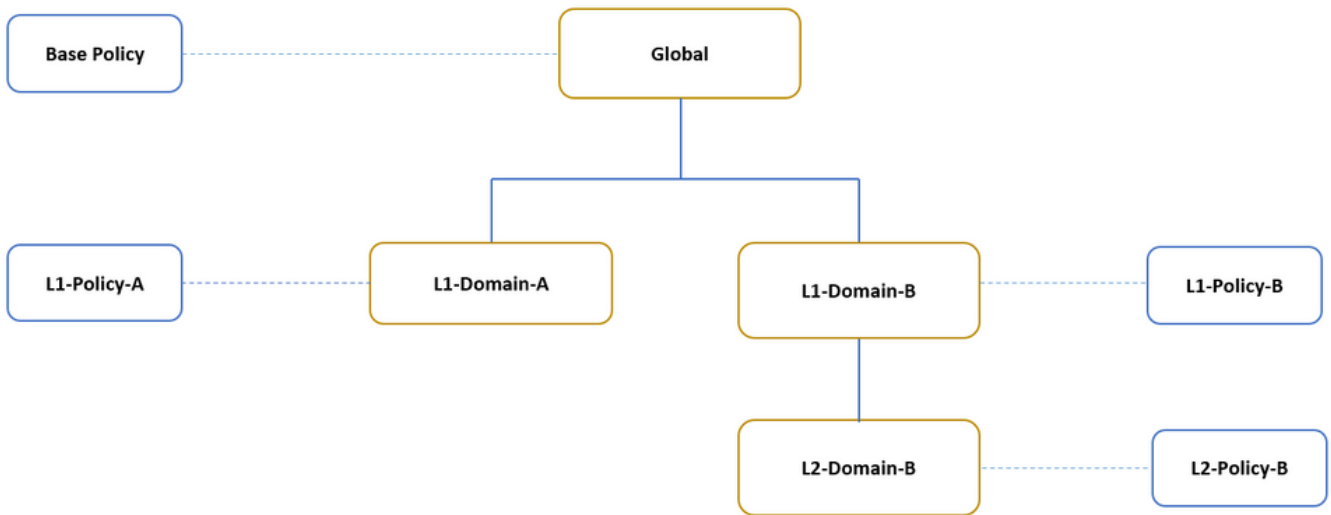 Base Policy
Global
L1-Policy-A
L1-Domain-A
L1-Domain-B
L1-Policy-B
L2-Domain-B
L2-Policy-B